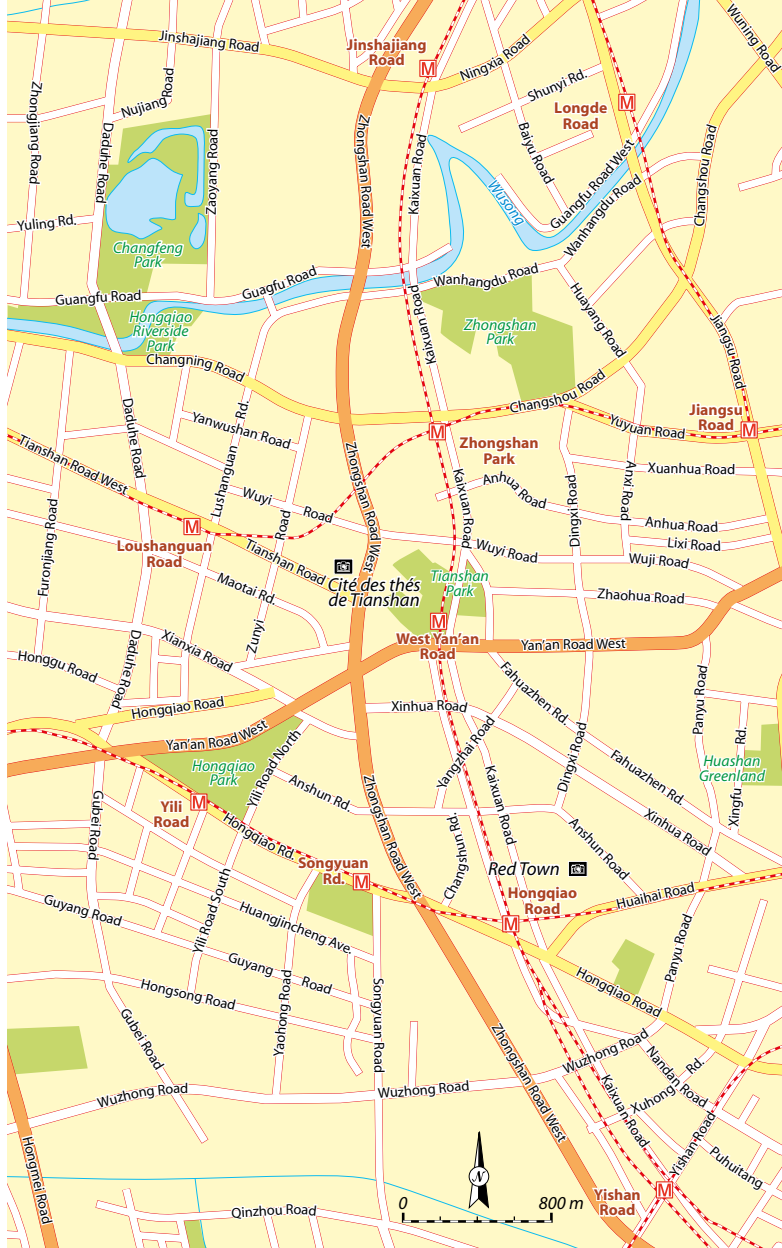 Jinshajiang Road
Jinshajiang
Road
Ningxia Road
Wuning Road
Shunyi Rd.
Longde
Road
Zhongjiang Road
Nujiang Road
Daduhe Road
Zaoyang Road
Zhongshan Road West
Kaixuan Road
Baiyu Road
Wusong
Guangfu Road West
Wanhangdu Road
Changshou Road
Yuling Rd.
Changfeng
Park
Guangfu Road
Guagfu Road
Wanhangdu Road
Hongqiao
Riverside
Park
Kaixuan Road
Zhongshan
Park
Huayang Road
Jiangsu Road
Changning Road
Changshou Road
Yuyuan Road
Jiangsu
Road
Daduhe Road
Yanwushan Road
Lushanguan Rd.
Zhongshan
Park
Tianshan Road West
Wuyi Road
Zhongshan Road West
Kaixuan Road
Anhua Road
Xuanhua Road
Dingxi Road
Anxi Road
Anhua Road
Lixi Road
Loushanguan
Road
Tianshan Road
Wuyi Road
Wuji Road
Furonjiang Road
Maotai Rd.
Cité des thés
de Tianshan
Tianshan
Park
Zhaohua Road
Zunyi Road
West Yan'an
Road
Yan'an Road West
Xianxia Road
Honggu Road
Daduhe Road
Hongqiao Road
Yan'an Road West
Xinhua Road
Fahuazhen Rd
Panyu Road
Hongqiao
Park
Yili Road North
Yangzhai Road
Dingxi Road
Fahuazhen Rd.
Huashan
Greenland
Xingfu Rd.
Yili
Road
Anshun Rd.
Zhongshan Road West
Kaixuan Road
Xinhua Road
Gubei Road
Hongqiao Rd.
Changshun Rd.
Anshun Road
Songyuan
Rd.
Red Town
Hongqiao
Road
Huaihai Road
Guyang Road
Yili Road South
Huangjincheng Ave.
Guyang Road
Panyu Road
Hongqiao Road
Hongsong Road
Yaohong Road
Songyuan Road
Gubei Road
Zhongshan Road West
Wuzhong Road
Nandan Road
Xuhong Rd.
Wuzhong Road
Wuzhong Road
Kaixuan Road
Yishan Road
Puhuitang
Hongmei Road
Qinzhou Road
N
0
800 m
Yishan
Road
M
M
M
M
M
M
M
M
M
M